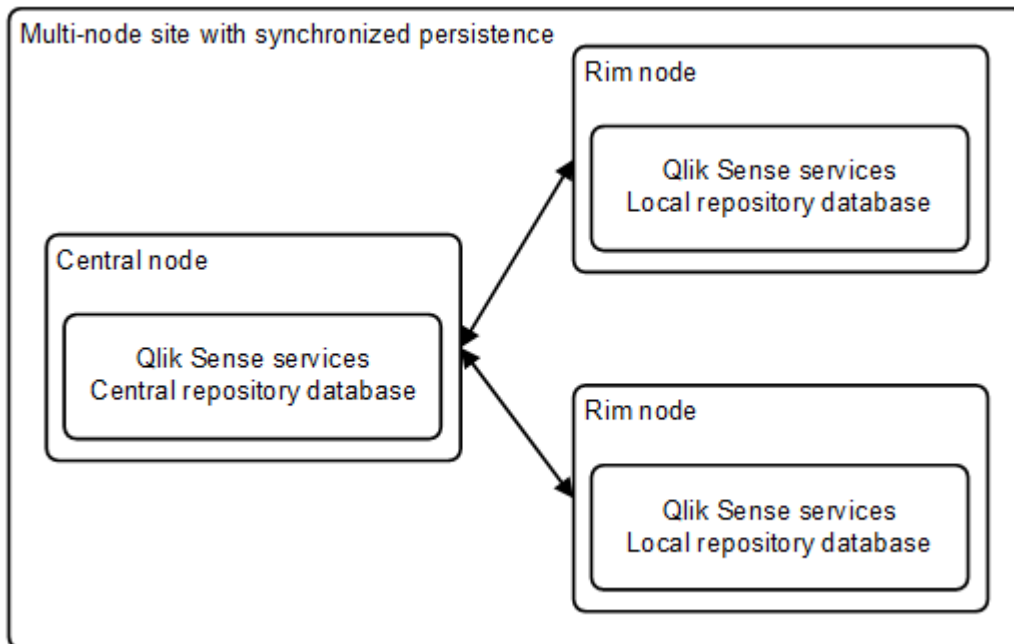 Multi-node site with synchronized persistence
Rim node
Qlik Sense services
Local repository database
Central node
Qlik Sense services
Central repository database
Rim node
Qlik Sense services
Local repository database